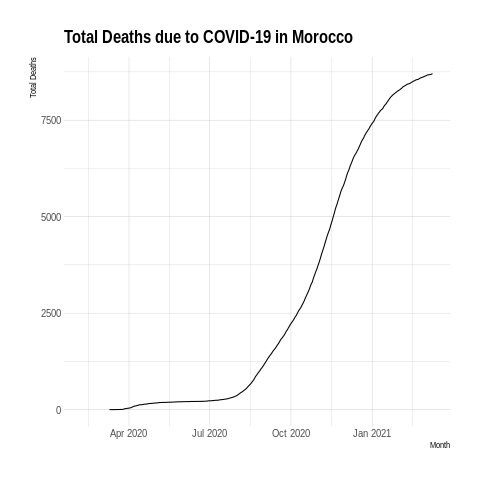 Total Deaths due to COVID-19 in Morocco
Total Deaths
7500
5000
2500
0
Apr 2020 Jul 2020 Oct 2020 Jan 2021
Month